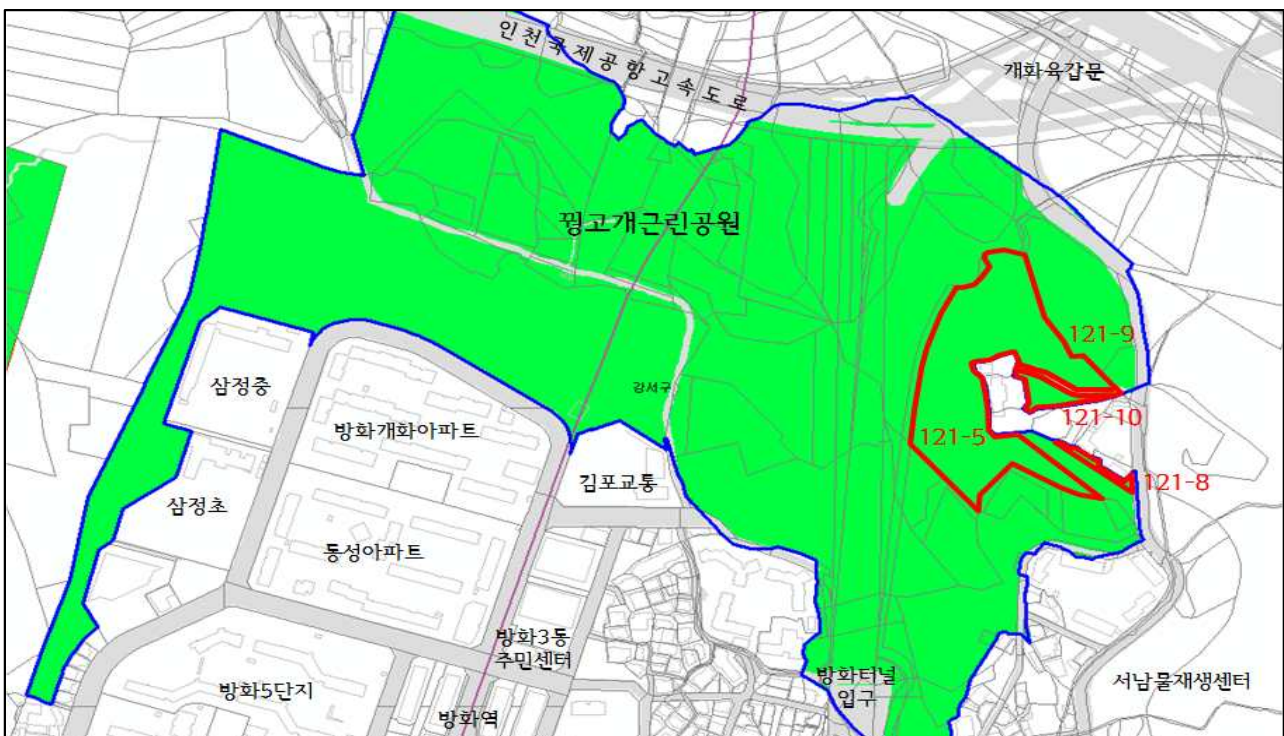 인천국제공항고속도로
개화육갑문
꿩고개근린공원
121-9
삼정중
강서구
121-10
방화개화아파트
121-5
김포교통
121-8
삼정초
통성아파트
방화3동
주민센터
방화터널
입구
서남물재생센터
방화5단지
방화역